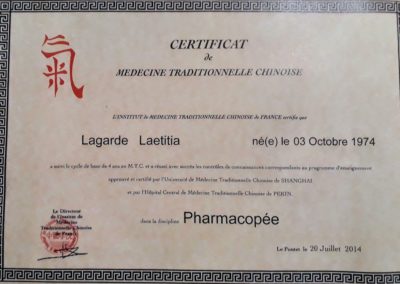 氣
CERTIFICAT
de
MEDECINE TRADITIONNELLE CHINOISE
L'INSTITUT de MEDECINE TRADITIONNELLE CHINOISE de FRANCE certifie que
Lagarde Laetitia né(e) le 03 Octobre 1974
a suivi le cycle de base de 4 ans en M.T.C. et a réussi avec succès les contrôles de connaissances correspondants au programme d'enseignement
approuvé et certifié par l'Université de Médecine Traditionnelle Chinoise de SHANGHAI
et par l'Hôpital Central de Médecine Traditionnelle Chinoise de PEKIN.
Le Directeur
de l'Institut de
Médecine
Traditionnelle Chinoise
de France
dans la discipline Pharmacopée
Le Pontet le 20 Juillet 2014